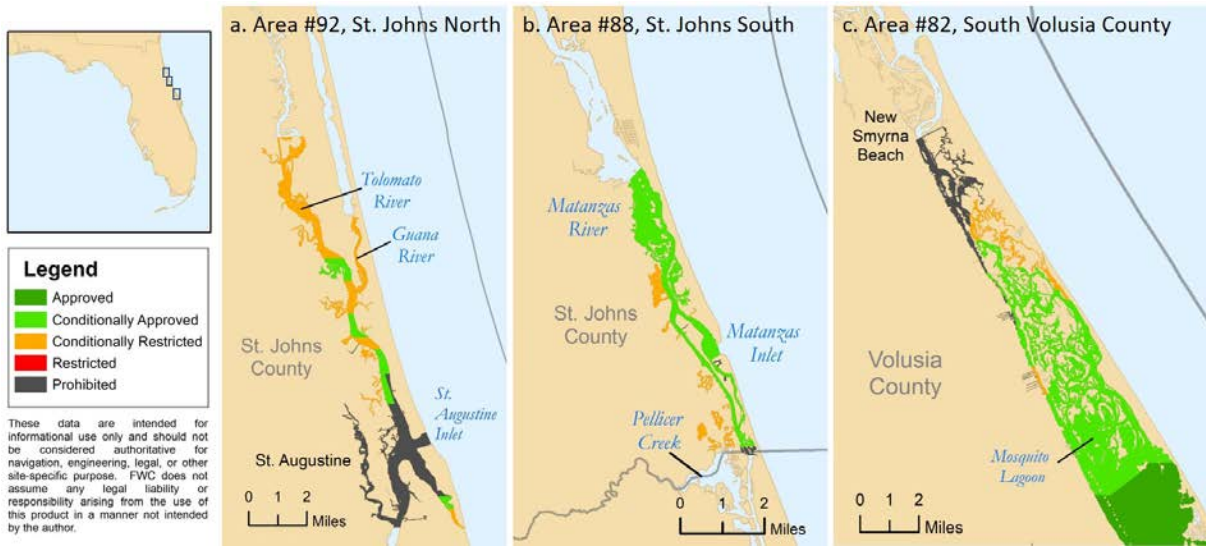 a. Area #92, St. Johns North
Tolomato
River
Guana
River
St. Johns
County
St.
Augustine
Inlet
St. Augustine
0 1 2
Miles
b. Area #88, St. Johns South
Matanzas
River
St. Johns
County
Matanzas
Inlet
Pellicer
Creek
0 1 2
Miles
c. Area #82, South Volusia County
New
Smyrna
Beach
Volusia
County
Mosquito
Lagoon
0 1 2
Miles
Legend
Approved
Conditionally Approved
Conditionally Restricted
Restricted
Prohibited
These data are intended for
informational use only and should not
be considered authoritative for
navigation, engineering, legal, or other
site-specific purpose. FWC does not
assume any legal liability or
responsibility arising from the use of
this product in a manner not intended
by the author.